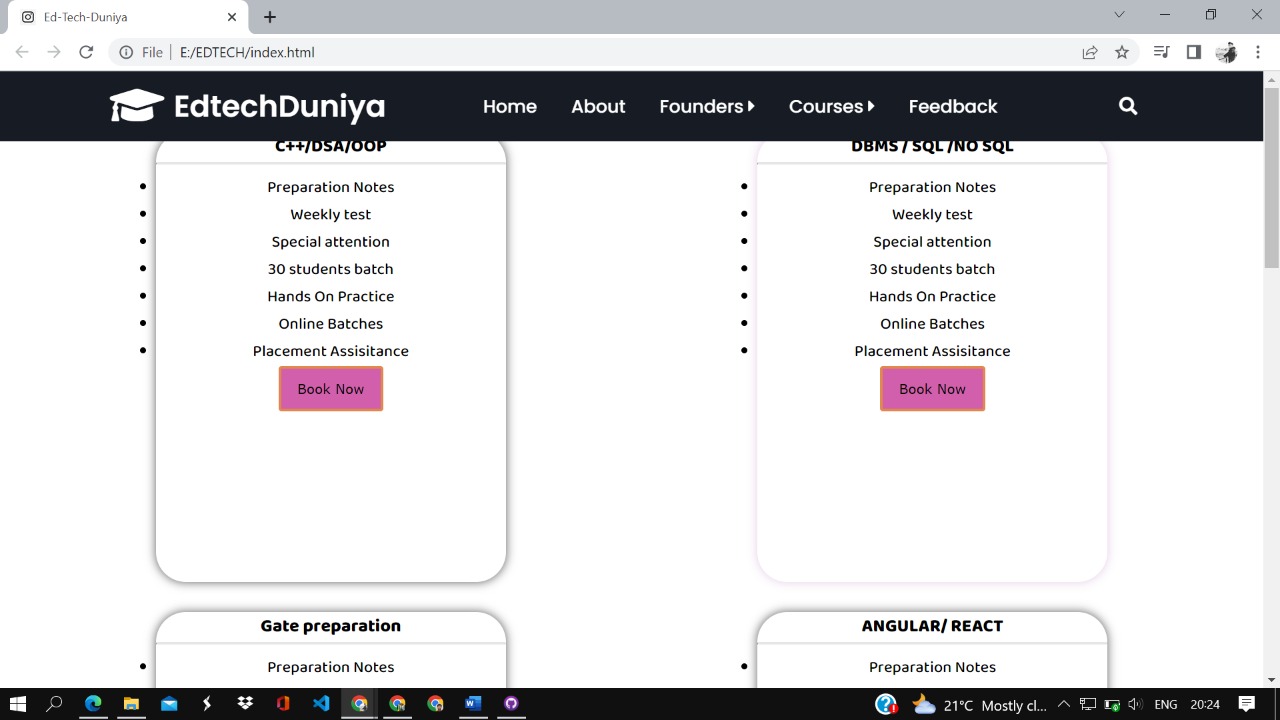 Ed-Tech-Duniya
File
E:/EDTECH/index.html
EdtechDuniya
Home
About
Founders
Courses
Feedback
C++/DSA/OOP
Preparation Notes
Weekly test
Special attention
30 students batch
Hands On Practice
Online Batches
Placement Assisitance
Book Now
DBMS / SQL /NO SQL
Preparation Notes
Weekly test
Special attention
30 students batch
Hands On Practice
Online Batches
Placement Assisitance
Book Now
Gate preparation
Preparation Notes
ANGULAR/ REACT
Preparation Notes
21°C Mostly cl...
ENG
20:24